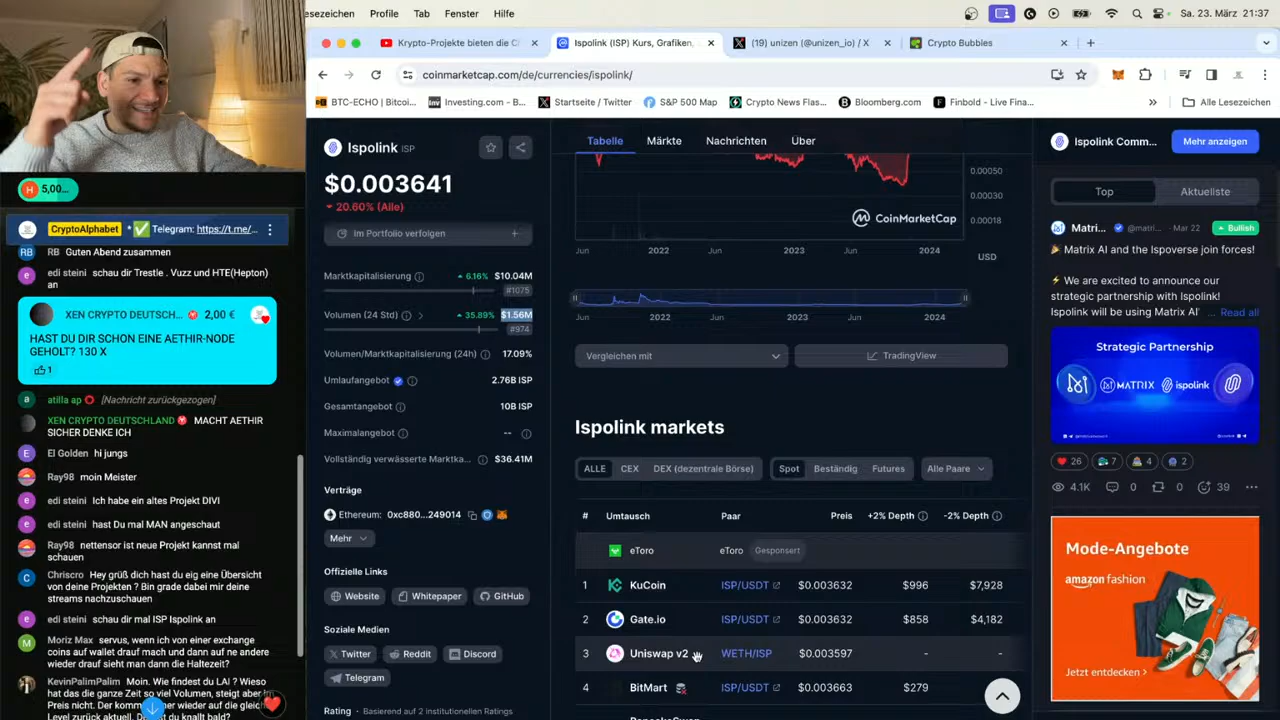 esezeichen Profile Tab Fenster Hilfe
Sa. 23. März 21:37
Krypto-Projekte bieten die C
Ispolink (ISP) Kurs, Grafiken,
(19) unizen (@unizen_io) / X
Crypto Bubbles
coinmarketcap.com/de/currencies/ispolink/
BTC-ECHO | Bitcoi...
Investing.com - B...
Startseite / Twitter
S&P 500 Map
Crypto News Flas...
Bloomberg.com
Finbold - Live Fina...
Alle Lesezeichen
H 5,00...
CryptoAlphabet * ✅ Telegram: https://t.me/...
RB RB Guten Abend zusammen
e edi steini schau dir Trestle . Vuzz und HTE(Hepton)
an
XEN CRYPTO DEUTSCH... 2,00 €
HAST DU DIR SCHON EINE AETHIR-NODE
GEHOLT? 130 X
1
a atilla ap [Nachricht zurückgezogen]
XEN CRYPTO DEUTSCHLAND MACHT AETHIR
SICHER DENKE ICH
E El Golden hi jungs
Ray98 moin Meister
e edi steini Ich habe ein altes Projekt DIVI
e edi steini hast Du mal MAN angeschaut
Ray98 nettensor ist neue Projekt kannst mal
schauen
C Chriscro Hey grüß dich hast du eig eine Übersicht
von deine Projekten ? Bin grade dabei mir deine
streams nachzuschauen
e edi steini schau dir mal ISP Ispolink an
M Moriz Max servus, wenn ich von einer exchange
coins auf wallet drauf mach und dann auf ne andere
wieder drauf sieht man dann die Haltezeit?
KevinPalimPalim Moin. Wie findest du LAI ? Wieso
hat das die ganze Zeit so viel Volumen, steigt aber im
Preis nicht. Der komm wieder auf die gleich
Level zurück aktuell. D du knallt bald?
Ispolink ISP
$0.003641
20.60% (Alle)
Im Portfolio verfolgen +
Marktkapitalisierung 6.16% $10.04M
#1075
Volumen (24 Std) 35.89% $1.56M
#974
Volumen/Marktkapitalisierung (24h) 17.09%
Umlaufangebot 2.76B ISP
Gesamtangebot 10B ISP
Maximalangebot --
Vollständig verwässerte Marktka... $36.41M
Verträge
Ethereum: 0xc880...249014
Mehr
Offizielle Links
Website Whitepaper GitHub
Soziale Medien
Twitter Reddit Discord
Telegram
Rating · Basierend auf 2 institutionellen Ratings
Tabelle Märkte Nachrichten Über
0.00050
0.00030
0.00018
CoinMarketCap
Jun 2022 Jun 2023 Jun 2024
USD
Jun 2022 Jun 2023 Jun 2024
Vergleichen mit TradingView
Ispolink markets
ALLE CEX DEX (dezentrale Börse) Spot Beständig Futures Alle Paare
# Umtausch Paar Preis +2% Depth -2% Depth
eToro eToro Gesponsert
1 KuCoin ISP/USDT $0.003632 $996 $7,928
2 Gate.io ISP/USDT $0.003632 $858 $4,182
3 Uniswap v2 WETH/ISP $0.003597 - -
4 BitMart ISP/USDT $0.003663 $279
Ispolink Comm... Mehr anzeigen
Top Aktuellste
Matri... @matri... · Mar 22 Bullish
🎉 Matrix AI and the Ispoverse join forces!
⚡ We are excited to announce our
strategic partnership with Ispolink!
Ispolink will be using Matrix AI' ... Read all
Strategic Partnership
MATRIX ispolink
26 7 4 2
4.1K 0 0 39
Mode-Angebote
amazon fashion
Jetzt entdecken